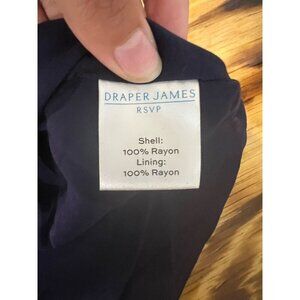 DRAPER JAMES
RSVP
Shell:
100% Rayon
Lining:
100% Rayon